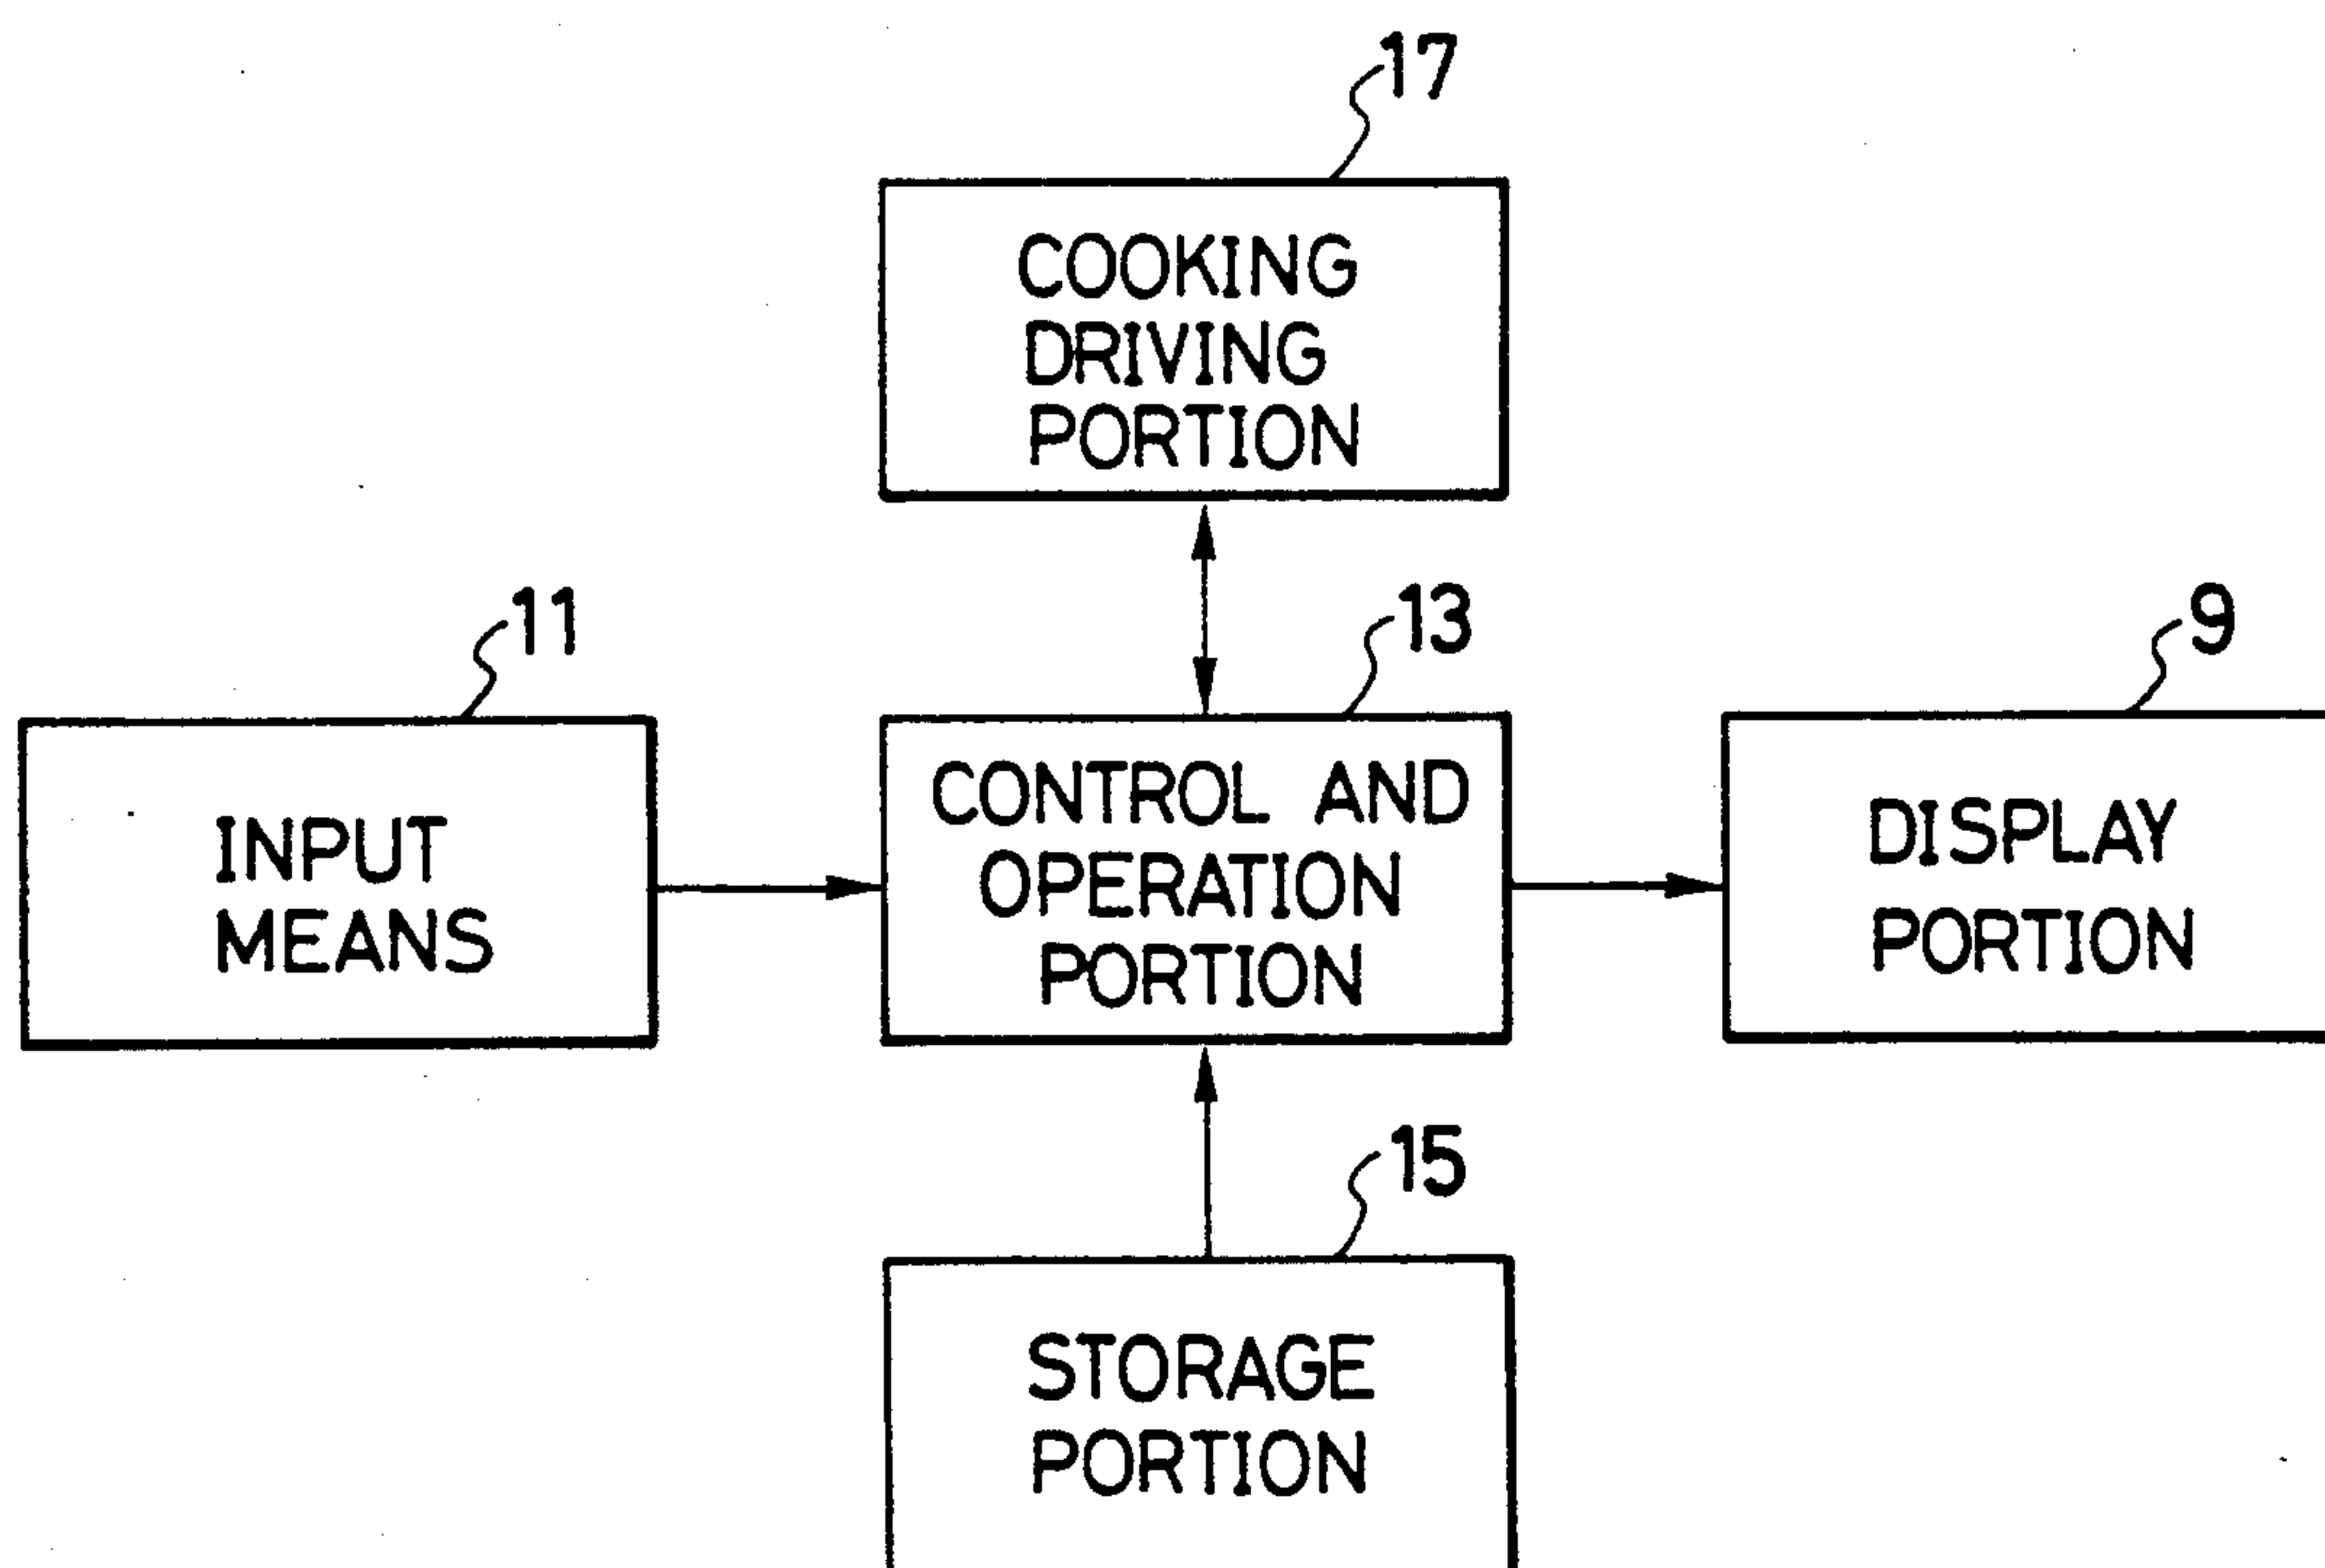 17
COOKING
DRIVING
PORTION
11
13
9
INPUT
MEANS
CONTROL AND
OPERATION
PORTION
DISPLAY
PORTION
15
STORAGE
PORTION